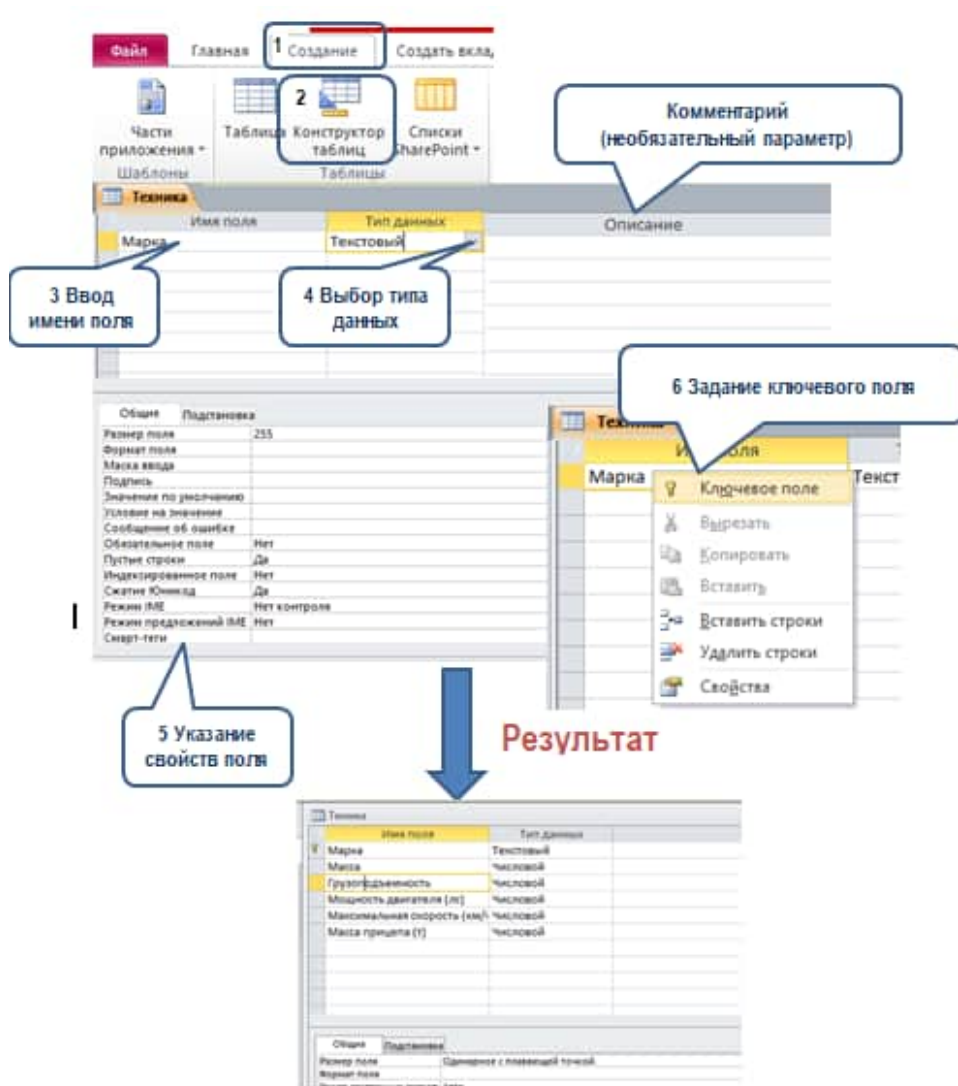 Файл Главная 1 Создание Создать вкла
2
Части приложения
Таблица
Конструктор таблиц
Списки SharePoint
Шаблоны
Таблицы
Комментарий
(необязательный параметр)
Техника
Имя поля Тип данных Описание
Марка Текстовый
3 Ввод
имени поля
4 Выбор типа
данных
6 Задание ключевого поля
Общие Подстановка
Размер поля 255
Формат поля
Маска ввода
Подпись
Значение по умолчанию
Условие на значение
Сообщение об ошибке
Обязательное поле Нет
Пустые строки Да
Индексированное поле Нет
Сжатие Юникод Да
Режим IME Нет контроля
Режим предложений IME Нет
Смарт-теги
Марка Текст
Ключевое поле
Вырезать
Копировать
Вставить
Вставить строки
Удалить строки
Свойства
5 Указание
свойств поля
Результат
Техника
Имя поля Тип данных
Марка Текстовый
Масса Числовой
Грузоподъемность Числовой
Мощность двигателя (лс) Числовой
Максимальная скорость (км/ч Числовой
Масса прицепа (т) Числовой
Общие Подстановка
Размер поля Одинарное с плавающей точкой
Формат поля